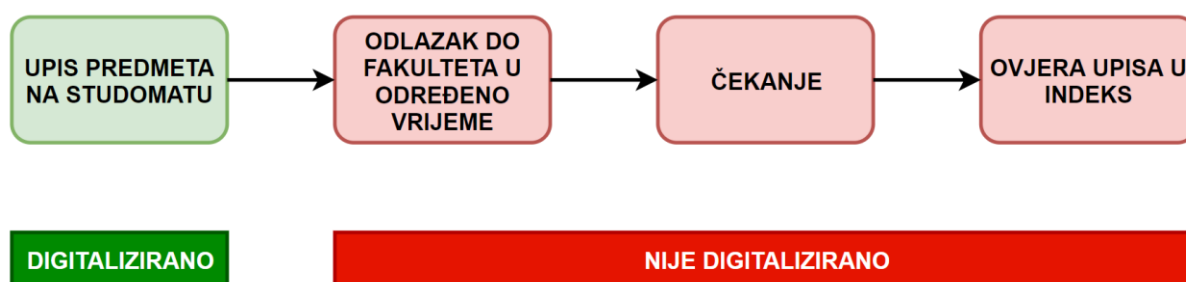 UPIS PREDMETA
NA STUDOMATU
ODLAZAK DO
FAKULTETA U
ODREĐENO
VRIJEME
ČEKANJE
OVJERA UPISA U
INDEKS
DIGITALIZIRANO
NIJE DIGITALIZIRANO